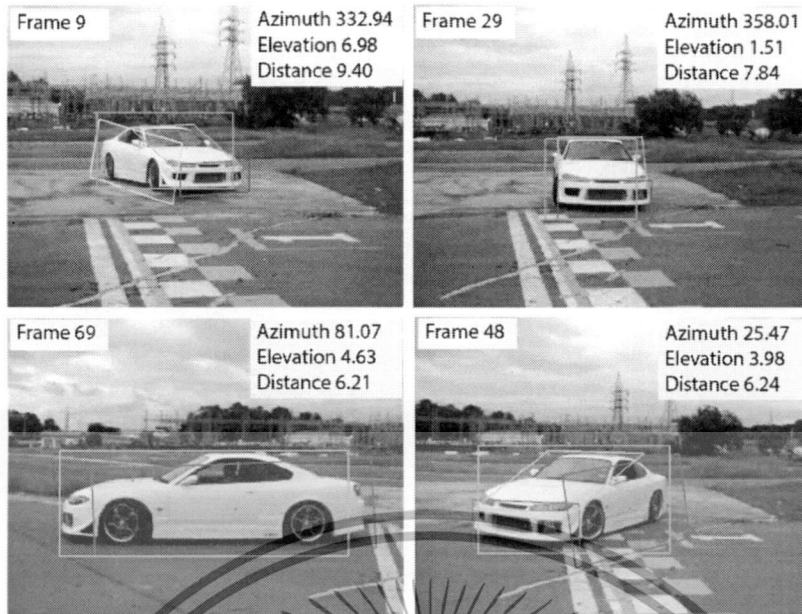 Frame 9
Azimuth 332.94
Elevation 6.98
Distance 9.40
Frame 29
Azimuth 358.01
Elevation 1.51
Distance 7.84
Frame 69
Azimuth 81.07
Elevation 4.63
Distance 6.21
Frame 48
Azimuth 25.47
Elevation 3.98
Distance 6.24